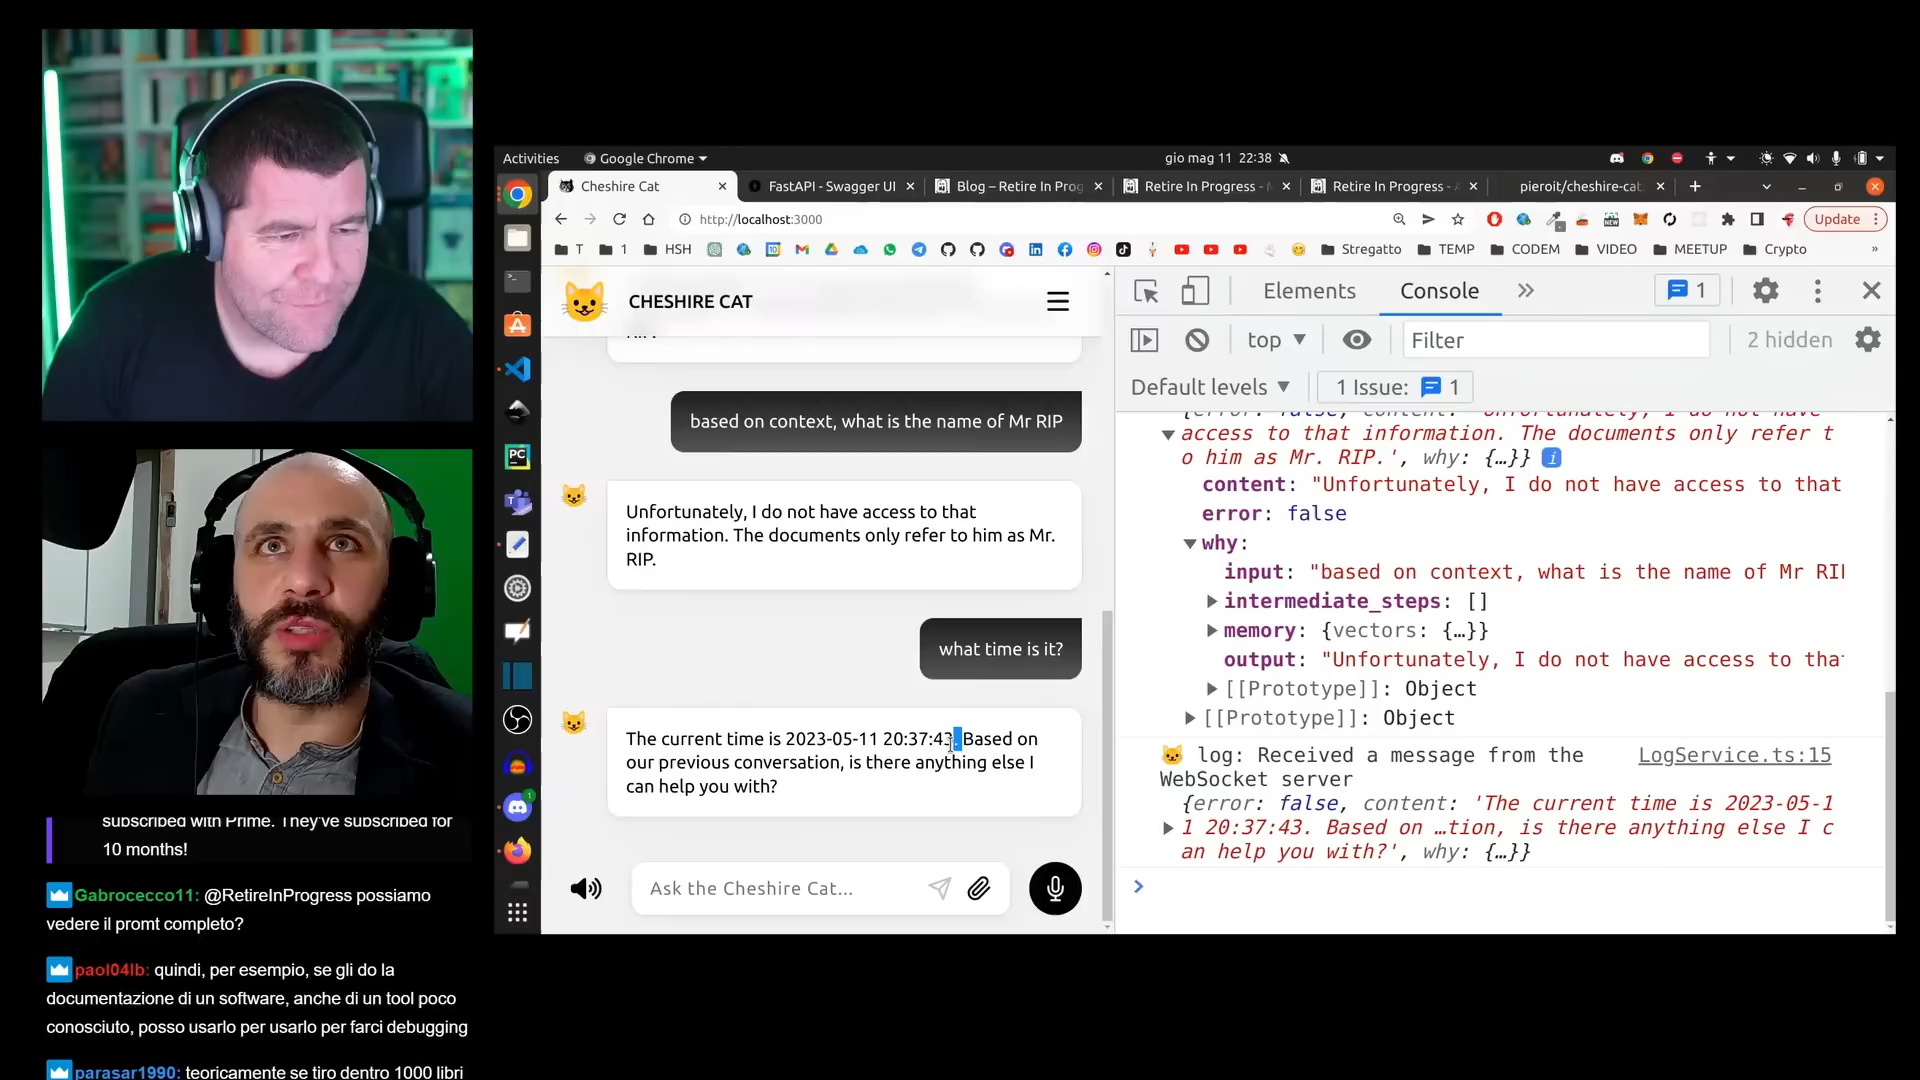 Activities
Google Chrome
gio mag 11 22:38
Cheshire Cat
FastAPI - Swagger UI
Blog – Retire In Prog
Retire In Progress -
Retire In Progress -
pieroit/cheshire-cat
http://localhost:3000
Update
T
1
HSH
Stregatto
TEMP
CODEM
VIDEO
MEETUP
Crypto
»
CHESHIRE CAT
based on context, what is the name of Mr RIP
Unfortunately, I do not have access to that
information. The documents only refer to him as Mr.
RIP.
what time is it?
The current time is 2023-05-11 20:37:43. Based on
our previous conversation, is there anything else I
can help you with?
Ask the Cheshire Cat...
Elements
Console
1
top
Filter
2 hidden
Default levels
1 Issue: 1
{error: false, content: 'Unfortunately, I do not have
access to that information. The documents only refer t
o him as Mr. RIP.', why: {…}}
content: "Unfortunately, I do not have access to that
error: false
why:
input: "based on context, what is the name of Mr RI
intermediate_steps: []
memory: {vectors: {…}}
output: "Unfortunately, I do not have access to tha
[[Prototype]]: Object
[[Prototype]]: Object
log: Received a message from the
WebSocket server
LogService.ts:15
{error: false, content: 'The current time is 2023-05-1
1 20:37:43. Based on …tion, is there anything else I c
an help you with?', why: {…}}
subscribed with Prime. They've subscribed for
10 months!
Gabrocecco11: @RetireInProgress possiamo
vedere il promt completo?
paol04lb: quindi, per esempio, se gli do la
documentazione di un software, anche di un tool poco
conosciuto, posso usarlo per usarlo per farci debugging
parasar1990: teoricamente se tiro dentro 1000 libri